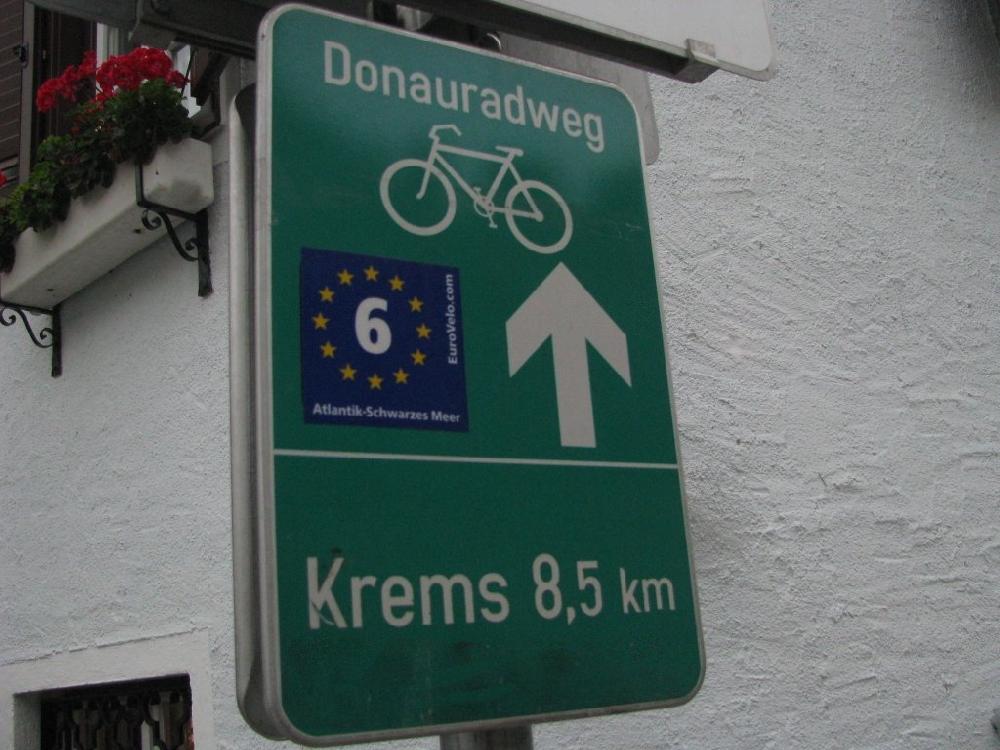 Donauradweg
6
EuroVelo.com
Atlantik-Schwarzes Meer
Krems 8,5 km